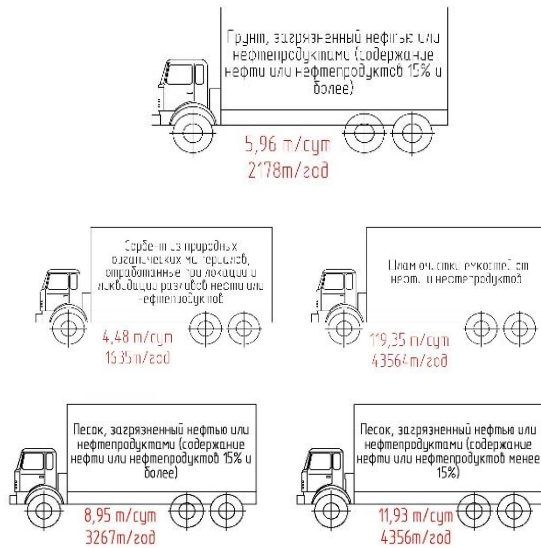 Грунт, загрязненный нефтью или
нефтепродуктами (содержание
нефти или нефтепродуктов 15% и
более)
5,96 т/сут
2178т/год
Сорбент из природных
органических материалов,
отработанные при локации и
ликвидации разливов нефти или
нефтепродуктов
4,48 т/сут
1635т/год
Шлам очистки емкостей от
нефти и нефтепродуктов
119,35 т/сут
43564т/год
Песок, загрязненный нефтью или
нефтепродуктами (содержание
нефти или нефтепродуктов 15% и
более)
8,95 т/сут
3267т/год
Песок, загрязненный нефтью или
нефтепродуктами (содержание
нефти или нефтепродуктов менее
15%)
11,93 т/сут
4356т/год